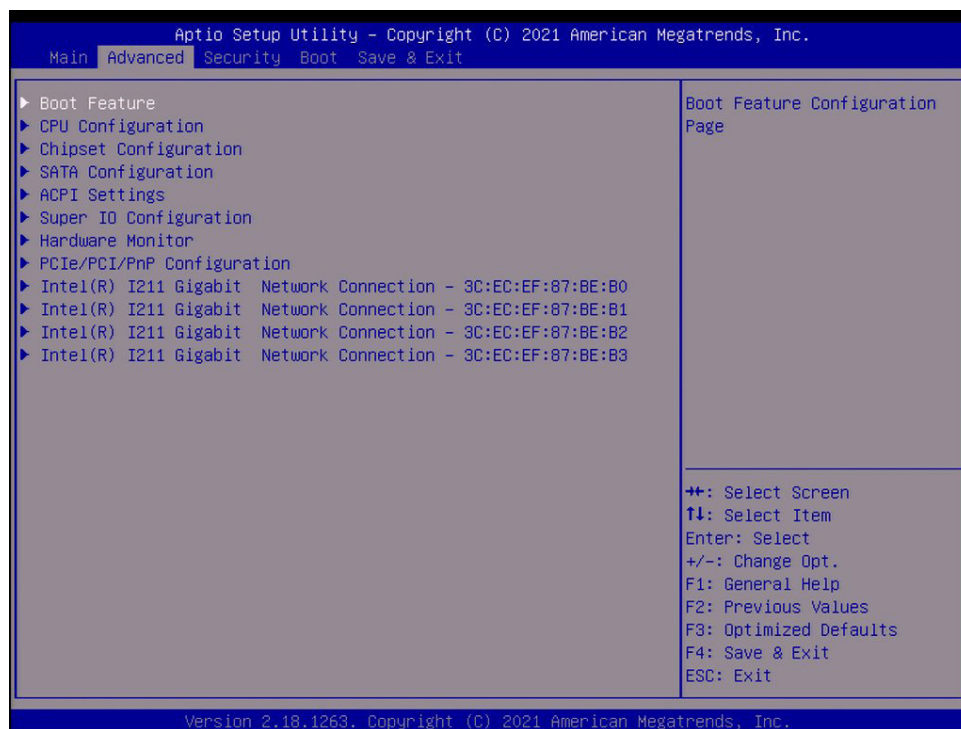 Aptio Setup Utility – Copyright (C) 2021 American Megatrends, Inc.
Main Advanced Security Boot Save & Exit
▶ Boot Feature
▶ CPU Configuration
▶ Chipset Configuration
▶ SATA Configuration
▶ ACPI Settings
▶ Super IO Configuration
▶ Hardware Monitor
▶ PCIe/PCI/PnP Configuration
▶ Intel(R) I211 Gigabit  Network Connection – 3C:EC:EF:87:BE:B0
▶ Intel(R) I211 Gigabit  Network Connection – 3C:EC:EF:87:BE:B1
▶ Intel(R) I211 Gigabit  Network Connection – 3C:EC:EF:87:BE:B2
▶ Intel(R) I211 Gigabit  Network Connection – 3C:EC:EF:87:BE:B3
Boot Feature Configuration
Page
→←: Select Screen
↑↓: Select Item
Enter: Select
+/-: Change Opt.
F1: General Help
F2: Previous Values
F3: Optimized Defaults
F4: Save & Exit
ESC: Exit
Version 2.18.1263. Copyright (C) 2021 American Megatrends, Inc.